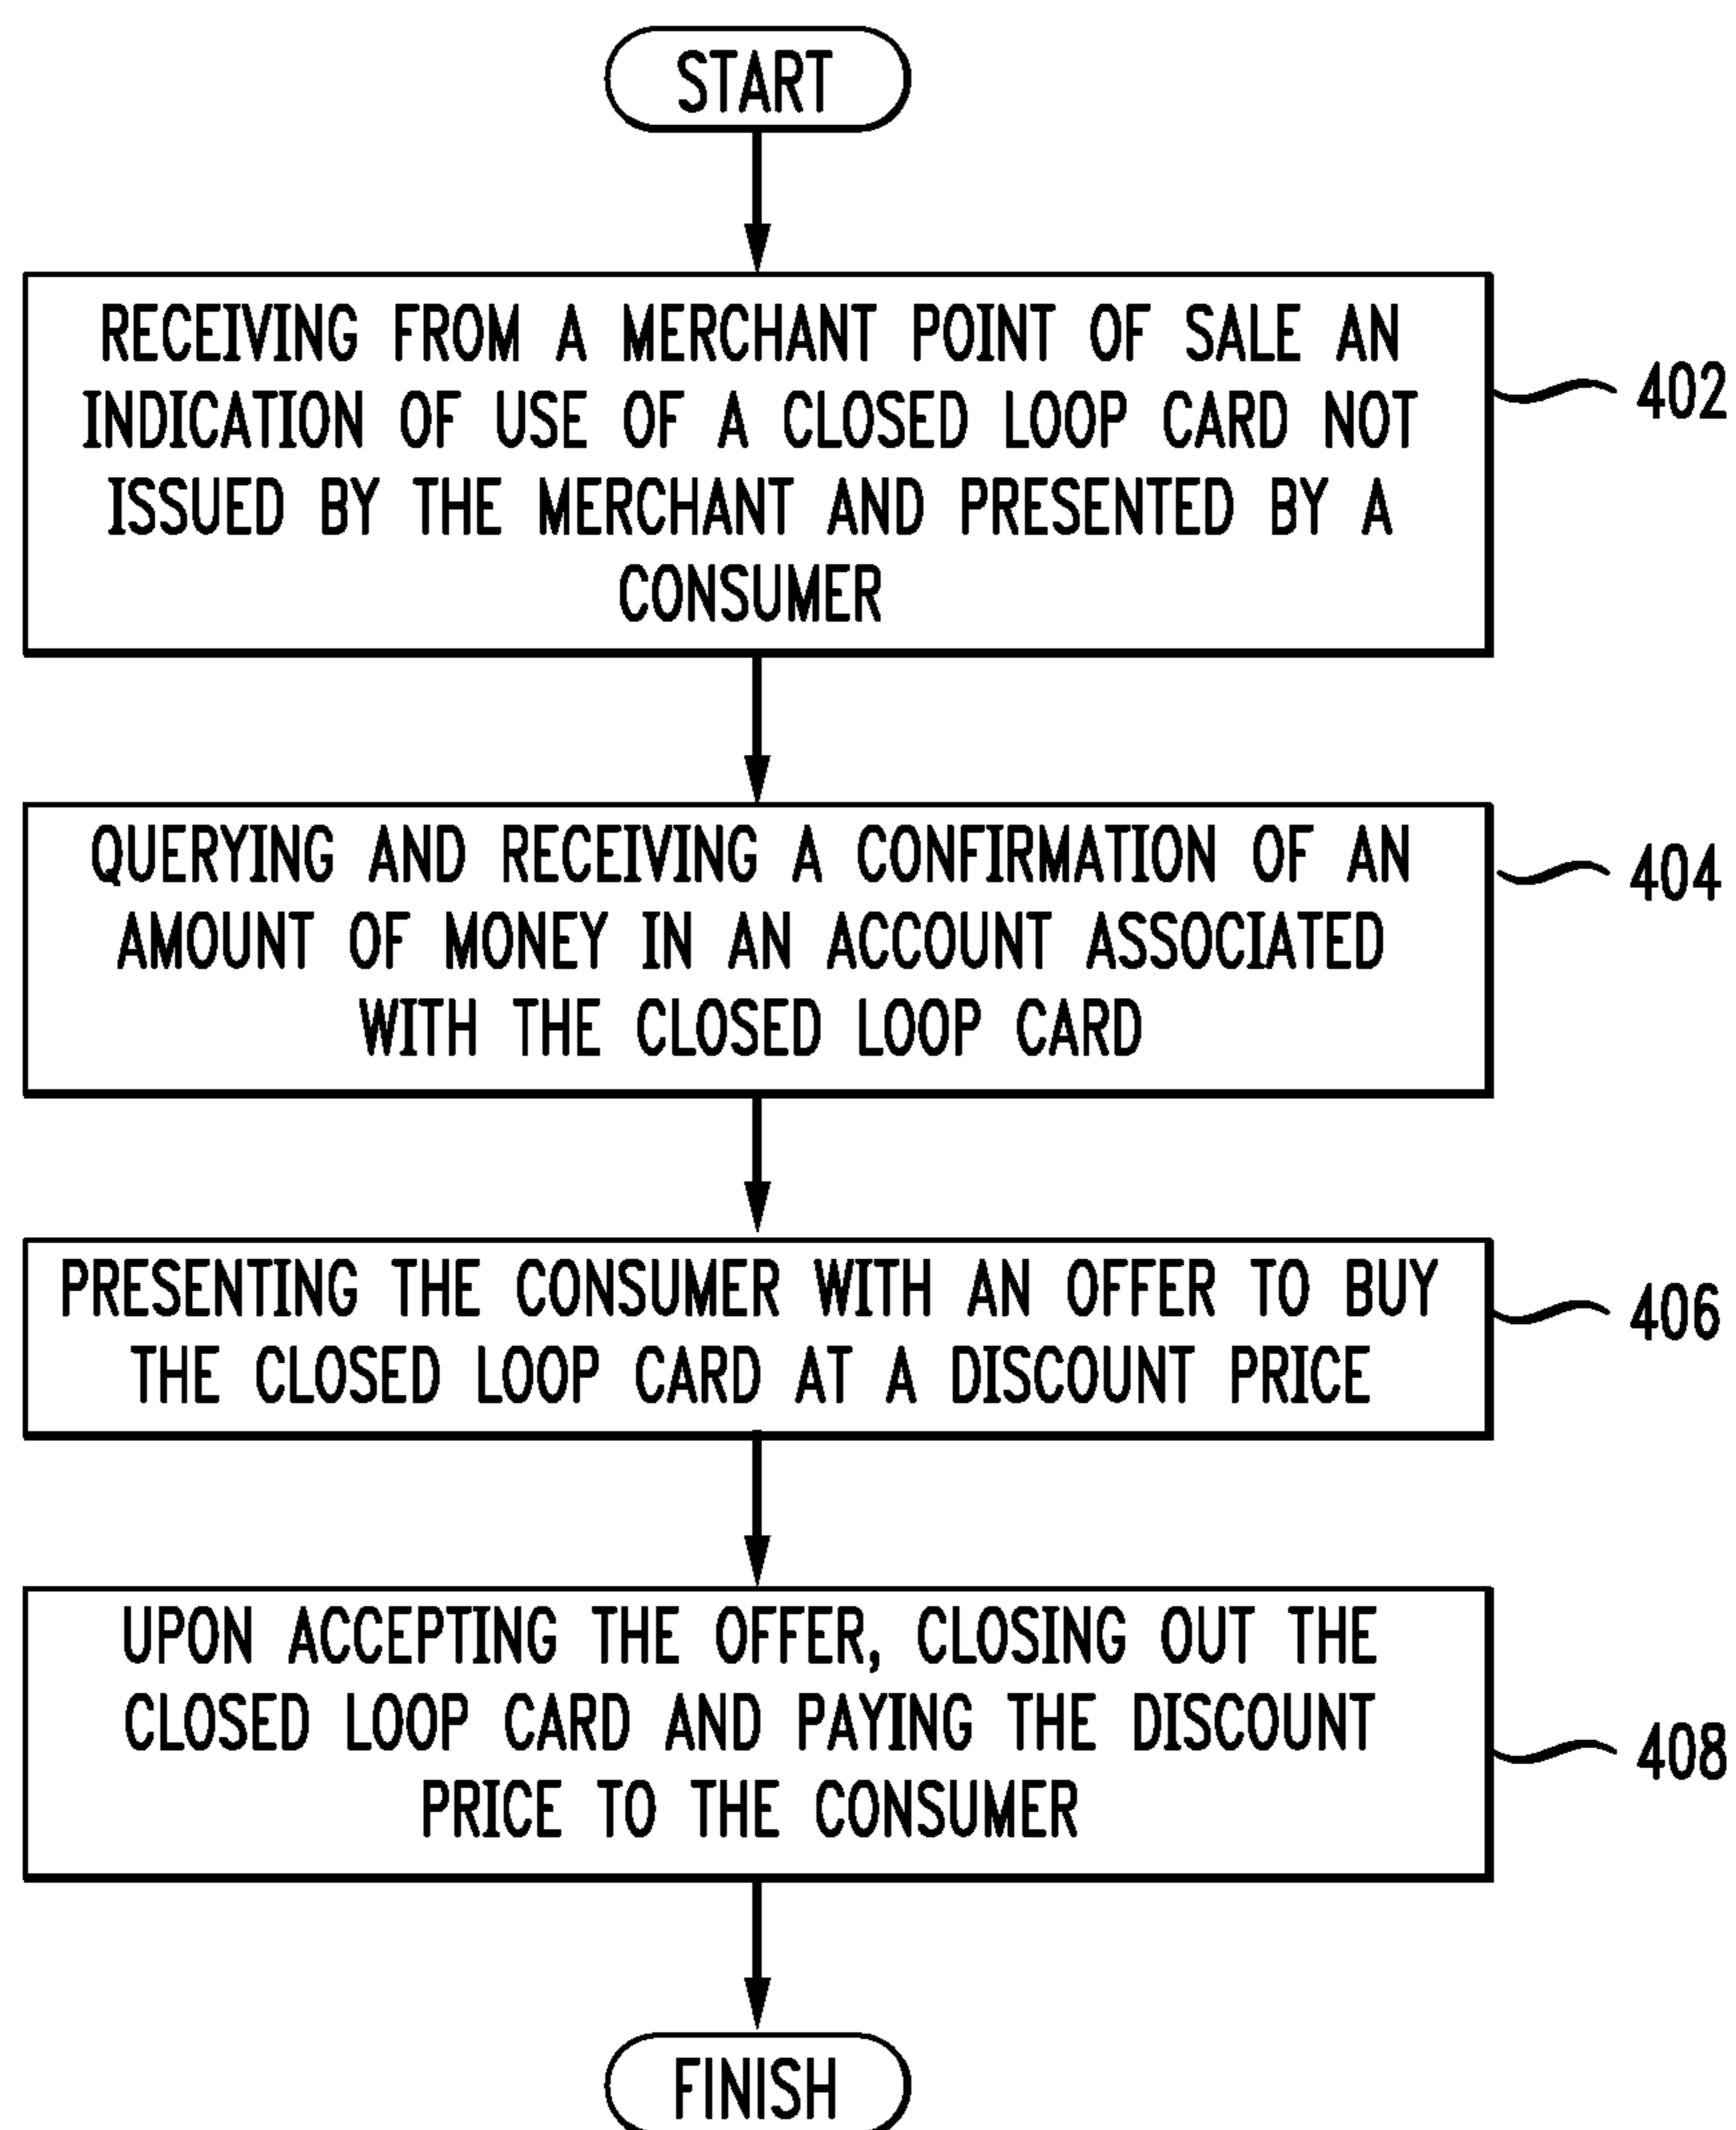 START
RECEIVING FROM A MERCHANT POINT OF SALE AN
INDICATION OF USE OF A CLOSED LOOP CARD NOT
ISSUED BY THE MERCHANT AND PRESENTED BY A
CONSUMER
402
QUERYING AND RECEIVING A CONFIRMATION OF AN
AMOUNT OF MONEY IN AN ACCOUNT ASSOCIATED
WITH THE CLOSED LOOP CARD
404
PRESENTING THE CONSUMER WITH AN OFFER TO BUY
THE CLOSED LOOP CARD AT A DISCOUNT PRICE
406
UPON ACCEPTING THE OFFER, CLOSING OUT THE
CLOSED LOOP CARD AND PAYING THE DISCOUNT
PRICE TO THE CONSUMER
408
FINISH